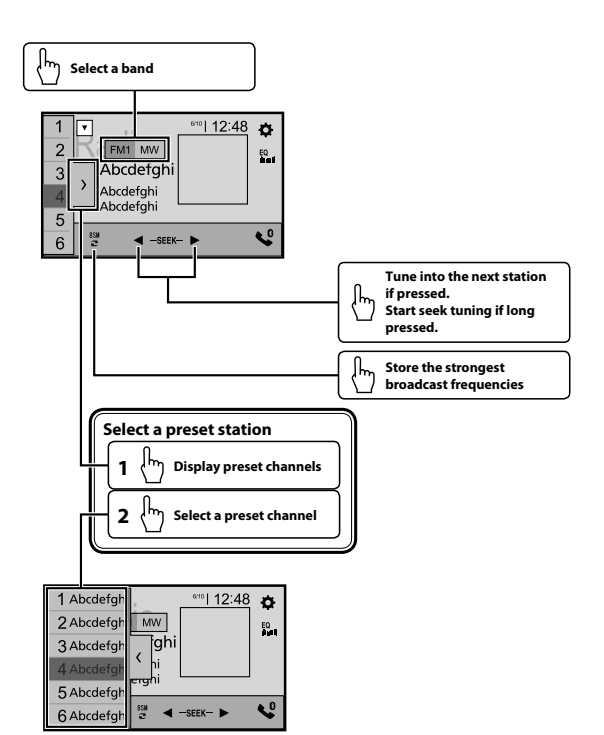 Select a band
1
2
3
4
5
6
6/10 | 12:48
FM1 MW
EQ
Abcdefghi
Abcdefghi
Abcdefghi
BSM
◀ –SEEK– ▶
Tune into the next station
if pressed.
Start seek tuning if long
pressed.
Store the strongest
broadcast frequencies
Select a preset station
1 Display preset channels
2 Select a preset channel
1 Abcdefgh
2 Abcdefgh
3 Abcdefgh
4 Abcdefgh
5 Abcdefgh
6 Abcdefgh
6/10 | 12:48
MW
EQ
fghi
hi
efghi
BSM
◀ –SEEK– ▶